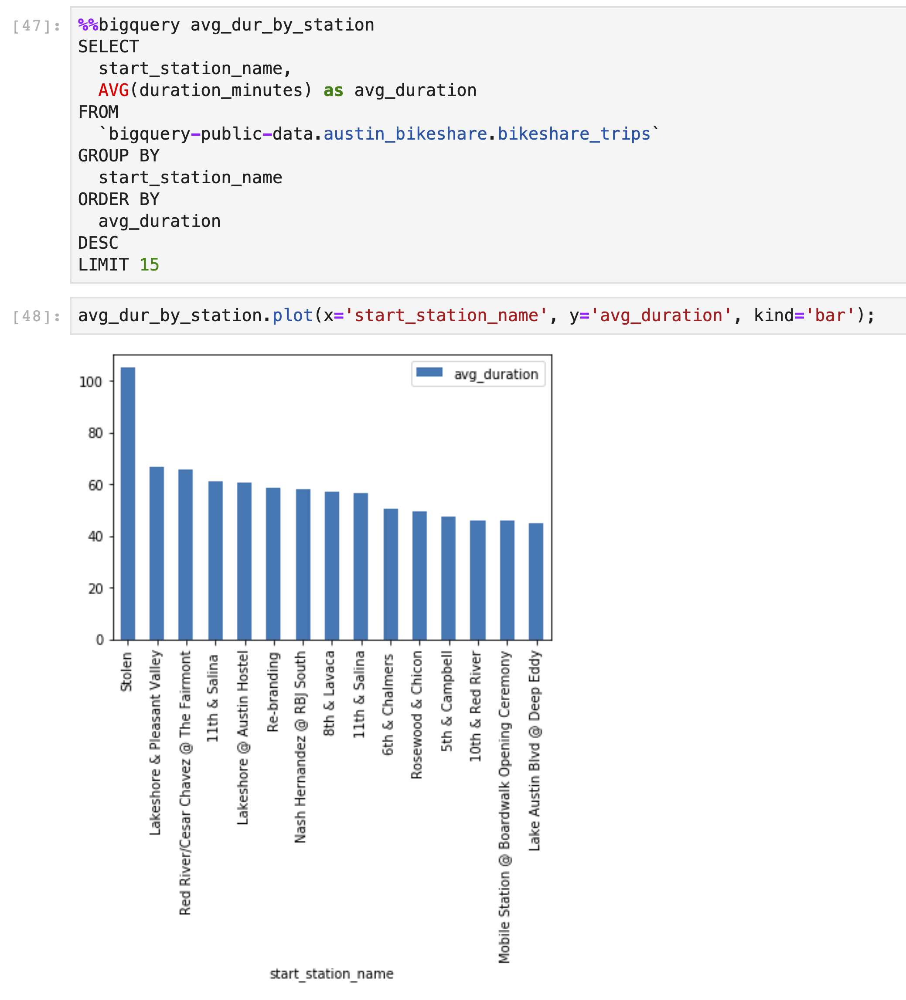 [47]:
%%bigquery avg_dur_by_station
SELECT
  start_station_name,
  AVG(duration_minutes) as avg_duration
FROM
  `bigquery-public-data.austin_bikeshare.bikeshare_trips`
GROUP BY
  start_station_name
ORDER BY
  avg_duration
DESC
LIMIT 15
[48]:
avg_dur_by_station.plot(x='start_station_name', y='avg_duration', kind='bar');
avg_duration
100
80
60
40
20
0
Stolen
Lakeshore & Pleasant Valley
Red River/Cesar Chavez @ The Fairmont
11th & Salina
Lakeshore @ Austin Hostel
Re-branding
Nash Hernandez @ RBJ South
8th & Lavaca
11th & Salina
6th & Chalmers
Rosewood & Chicon
5th & Campbell
10th & Red River
Mobile Station @ Boardwalk Opening Ceremony
Lake Austin Blvd @ Deep Eddy
start_station_name